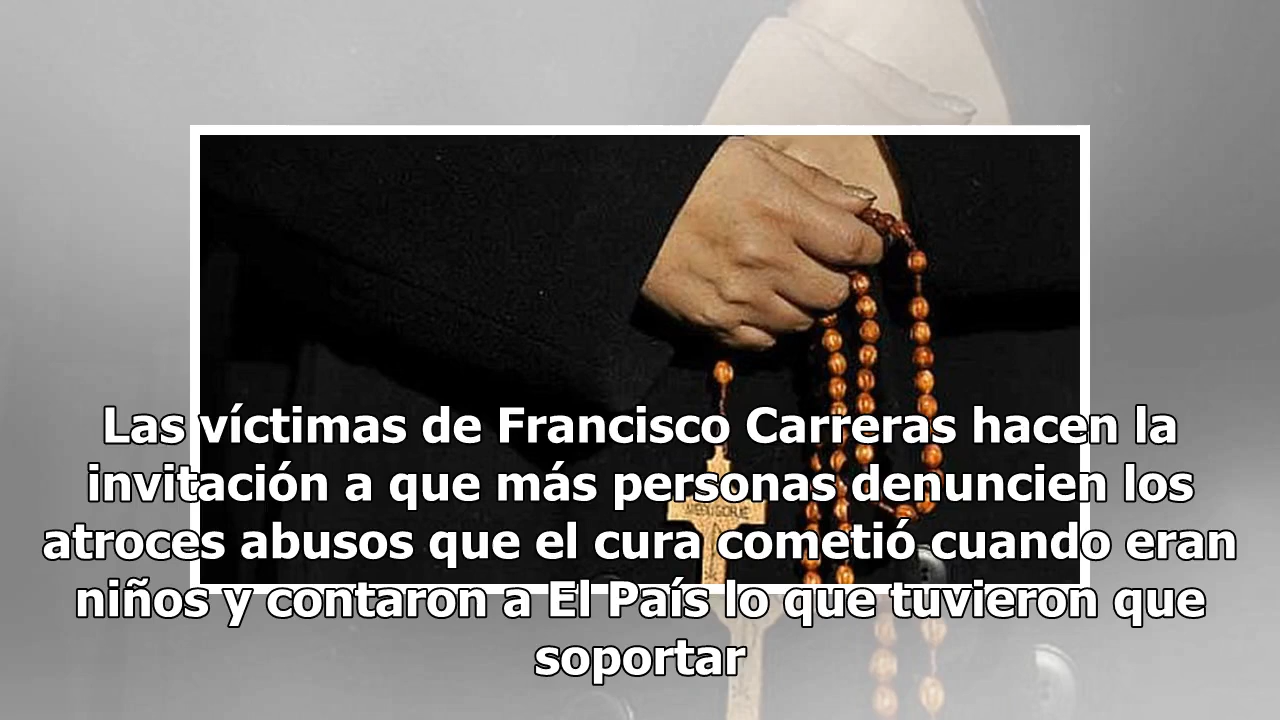 Las víctimas de Francisco Carreras hacen la
invitación a que más personas denuncien los
atroces abusos que el cura cometió cuando eran
niños y contaron a El País lo que tuvieron que
soportar